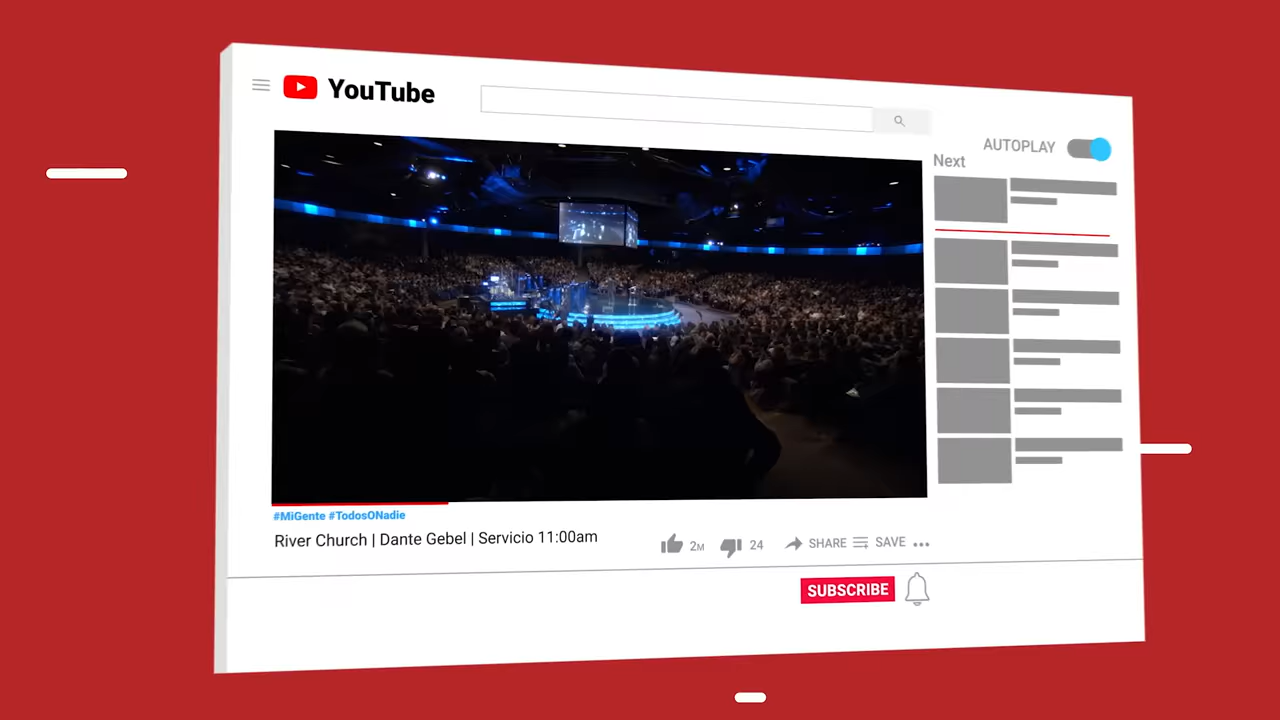 YouTube
AUTOPLAY
Next
#MiGente #TodosONadie
River Church | Dante Gebel | Servicio 11:00am
2M
24
SHARE
SAVE
SUBSCRIBE